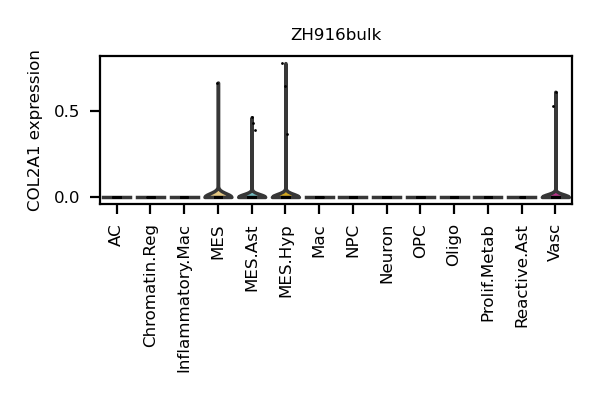 ZH916bulk
COL2A1 expression
0.5
0.0
AC
Chromatin.Reg
Inflammatory.Mac
MES
MES.Ast
MES.Hyp
Mac
NPC
Neuron
OPC
Oligo
Prolif.Metab
Reactive.Ast
Vasc